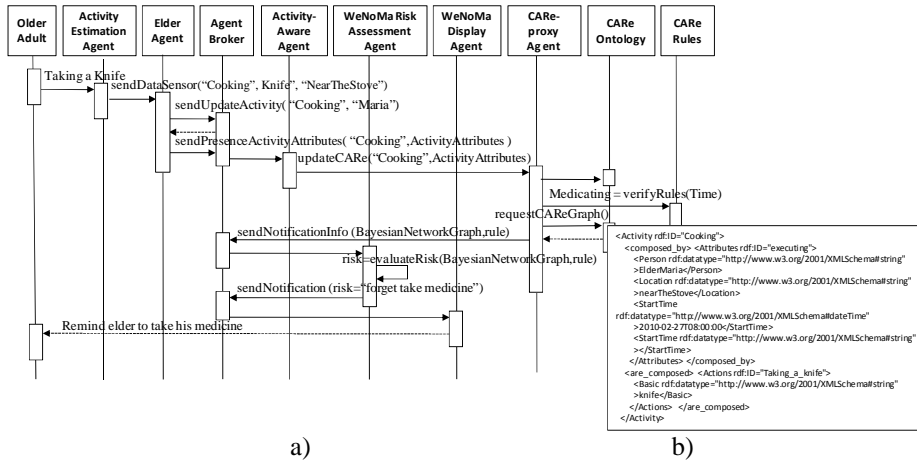 Older
Adult
Activity
Estimation
Agent
Elder
Agent
Agent
Broker
Activity-
Aware
Agent
WeNoMa Risk
Assessment Agent
WeNoMa
Display
Agent
CARe-
proxy
Agent
CARe
Ontology
CARe
Rules
Taking a Knife
sendDataSensor(“Cooking”, Knife”, “NearTheStove”)
sendUpdateActivity( “Cooking”, “Maria”)
sendPresenceActivityAttributes( “Cooking”,ActivityAttributes )
updateCARe(“Cooking”,ActivityAttributes)
Medicating = verifyRules(Time)
requestCAReGraph()
sendNotificationInfo (BayesianNetworkGraph,rule)
risk=evaluateRisk(BayesianNetworkGraph,rule)
sendNotification (risk=“forget take medicine”)
Remind elder to take his medicine
<Activity rdf:ID="Cooking">
<composed_by> <Attributes rdf:ID="executing">
<Person rdf:datatype="http://www.w3.org/2001/XMLSchema#string"
>ElderMaria</Person>
<Location rdf:datatype="http://www.w3.org/2001/XMLSchema#string"
>nearTheStove</Location>
<StartTime
rdf:datatype="http://www.w3.org/2001/XMLSchema#dateTime"
>2010-02-27T08:00:00</StartTime>
<StartTime rdf:datatype="http://www.w3.org/2001/XMLSchema#string"
></StartTime>
</Attributes> </composed_by>
<are_composed> <Actions rdf:ID="Taking_a_knife">
<Basic rdf:datatype="http://www.w3.org/2001/XMLSchema#string"
>knife</Basic>
</Actions> </are_composed>
</Activity>
a)
b)